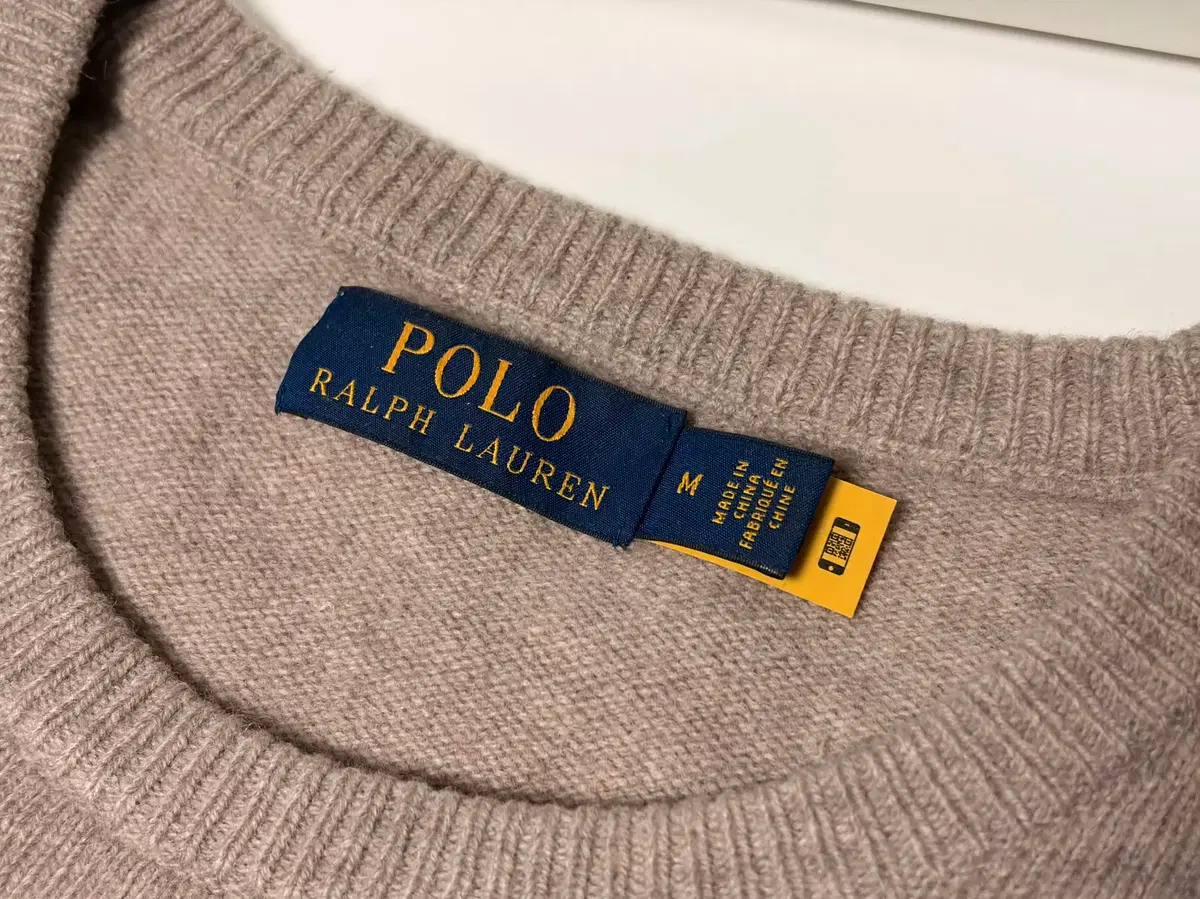 POLO
RALPH LAUREN
M
MADE IN
CHINA
FABRIQUÉ EN
CHINE